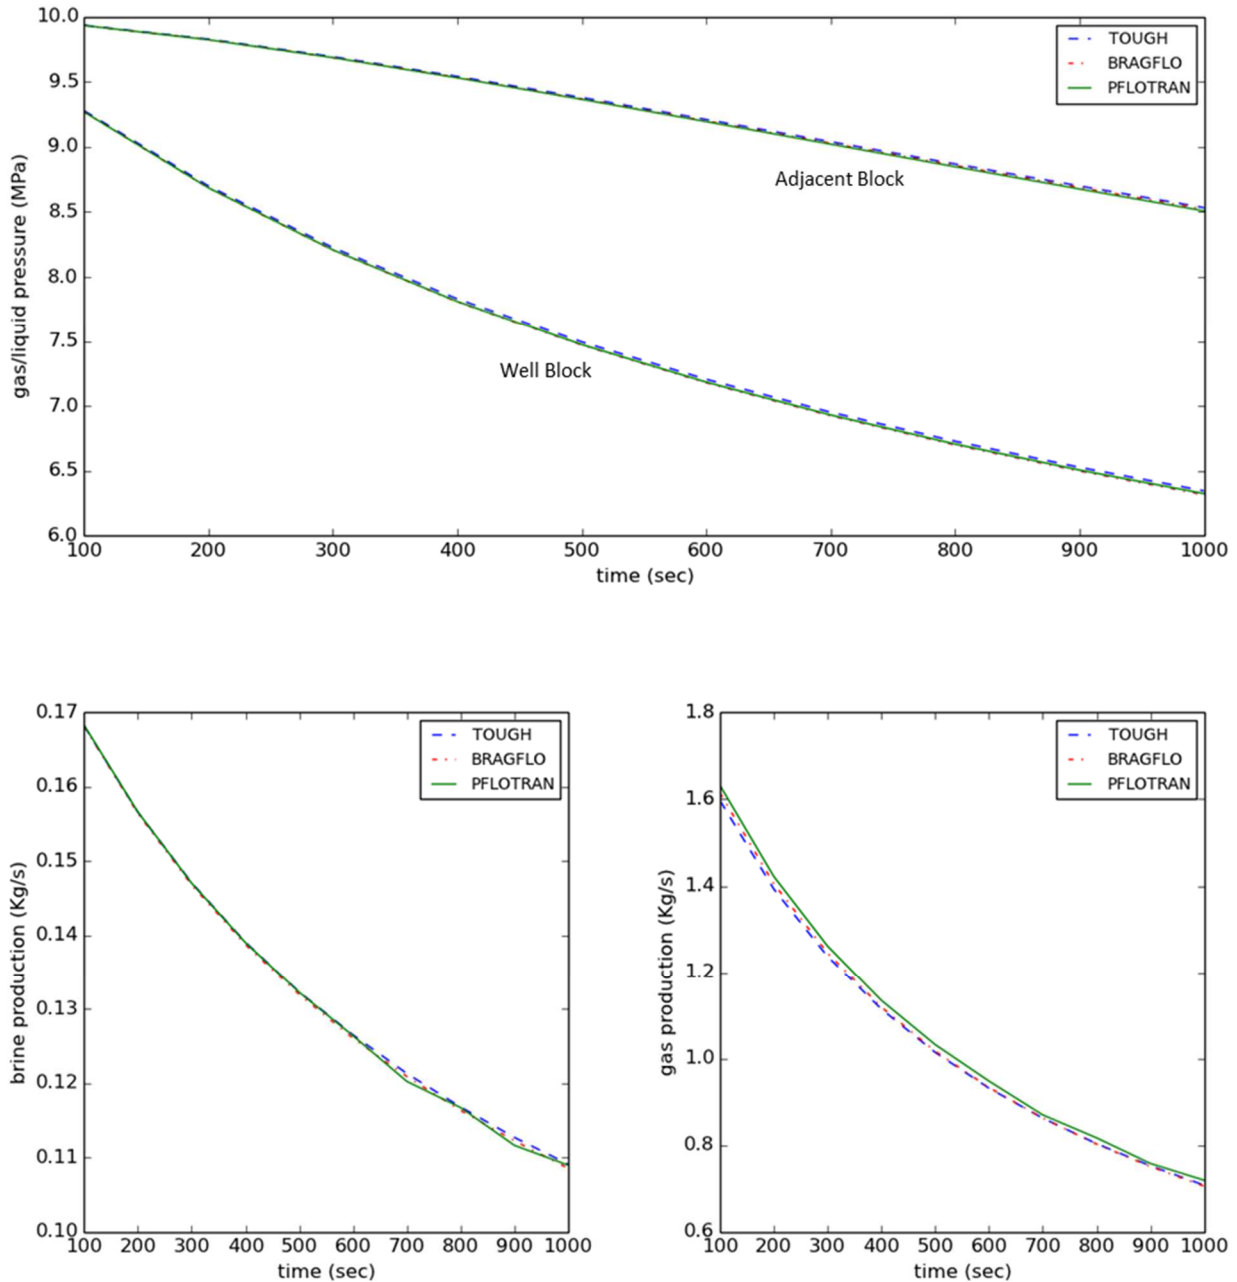 10.0
9.5
9.0
8.5
8.0
7.5
7.0
6.5
6.0
gas/liquid pressure (MPa)
TOUGH
BRAGFLO
PFLOTRAN
Adjacent Block
Well Block
100 200 300 400 500 600 700 800 900 1000
time (sec)
0.17
0.16
0.15
0.14
0.13
0.12
0.11
0.10
brine production (Kg/s)
TOUGH
BRAGFLO
PFLOTRAN
100 200 300 400 500 600 700 800 900 1000
time (sec)
1.8
1.6
1.4
1.2
1.0
0.8
0.6
gas production (Kg/s)
TOUGH
BRAGFLO
PFLOTRAN
100 200 300 400 500 600 700 800 900 1000
time (sec)